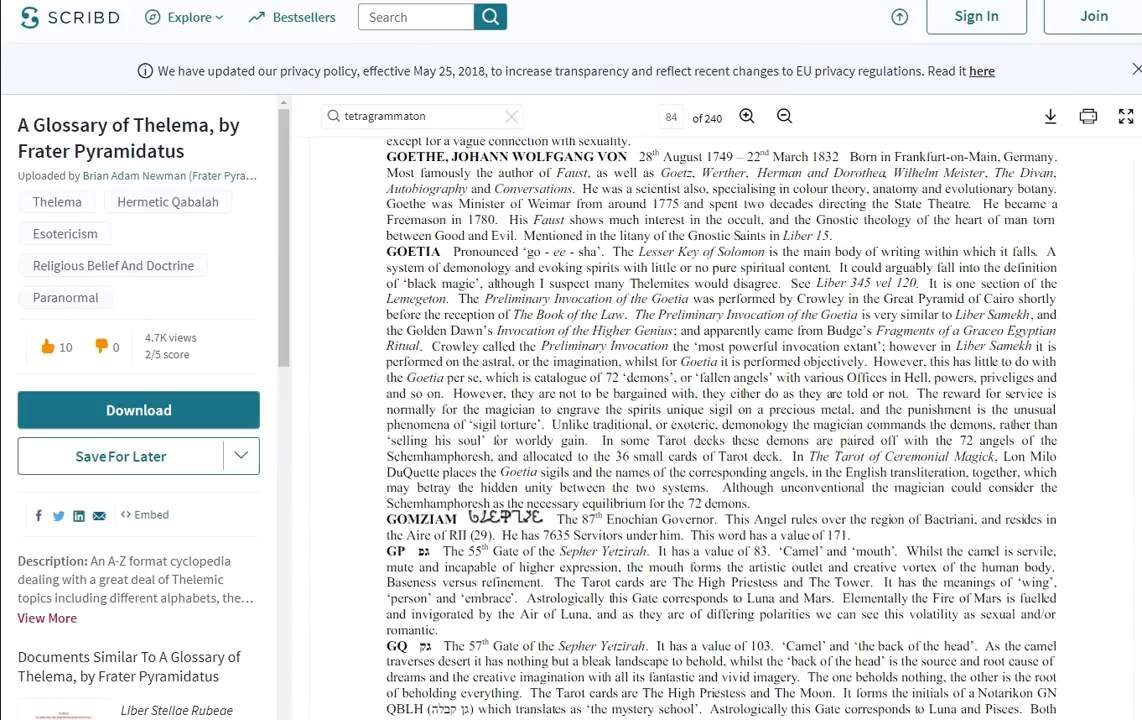 SCRIBD
Explore
Bestsellers
Search
Sign In
Join
We have updated our privacy policy, effective May 25, 2018, to increase transparency and reflect recent changes to EU privacy regulations. Read it here
A Glossary of Thelema, by
Frater Pyramidatus
Uploaded by Brian Adam Newman (Frater Pyra...
Thelema
Hermetic Qabalah
Esotericism
Religious Belief And Doctrine
Paranormal
10
0
4.7K views
2/5 score
Download
Save For Later
Embed
Description: An A-Z format cyclopedia
dealing with a great deal of Thelemic
topics including different alphabets, the...
View More
Documents Similar To A Glossary of
Thelema, by Frater Pyramidatus
Liber Stellae Rubeae
tetragrammaton
84 of 240
except for a vague connection with sexuality.
GOETHE, JOHANN WOLFGANG VON 28th August 1749 – 22nd March 1832 Born in Frankfurt-on-Main, Germany.
Most famously the author of Faust, as well as Goetz, Werther, Herman and Dorothea, Wilhelm Meister, The Divan,
Autobiography and Conversations. He was a scientist also, specialising in colour theory, anatomy and evolutionary botany.
Goethe was Minister of Weimar from around 1775 and spent two decades directing the State Theatre. He became a
Freemason in 1780. His Faust shows much interest in the occult, and the Gnostic theology of the heart of man torn
between Good and Evil. Mentioned in the litany of the Gnostic Saints in Liber 15.
GOETIA Pronounced ‘go - ee - sha’. The Lesser Key of Solomon is the main body of writing within which it falls. A
system of demonology and evoking spirits with little or no pure spiritual content. It could arguably fall into the definition
of ‘black magic’, although I suspect many Thelemites would disagree. See Liber 345 vel 120. It is one section of the
Lemegeton. The Preliminary Invocation of the Goetia was performed by Crowley in the Great Pyramid of Cairo shortly
before the reception of The Book of the Law. The Preliminary Invocation of the Goetia is very similar to Liber Samekh, and
the Golden Dawn’s Invocation of the Higher Genius; and apparently came from Budge’s Fragments of a Graceo Egyptian
Ritual. Crowley called the Preliminary Invocation the ‘most powerful invocation extant’; however in Liber Samekh it is
performed on the astral, or the imagination, whilst for Goetia it is performed objectively. However, this has little to do with
the Goetia per se, which is catalogue of 72 ‘demons’, or ‘fallen angels’ with various Offices in Hell, powers, priveliges and
and so on. However, they are not to be bargained with, they either do as they are told or not. The reward for service is
normally for the magician to engrave the spirits unique sigil on a precious metal, and the punishment is the unusual
phenomena of ‘sigil torture’. Unlike traditional, or exoteric, demonology the magician commands the demons, rather than
‘selling his soul’ for worldy gain. In some Tarot decks these demons are paired off with the 72 angels of the
Schemhamphoresh, and allocated to the 36 small cards of Tarot deck. In The Tarot of Ceremonial Magick, Lon Milo
DuQuette places the Goetia sigils and the names of the corresponding angels, in the English transliteration, together, which
may betray the hidden unity between the two systems. Although unconventional the magician could consider the
Schemhamphoresh as the necessary equilibrium for the 72 demons.
GOMZIAM The 87th Enochian Governor. This Angel rules over the region of Bactriani, and resides in
the Aire of RII (29). He has 7635 Servitors under him. This word has a value of 171.
GP גפ The 55th Gate of the Sepher Yetzirah. It has a value of 83. ‘Camel’ and ‘mouth’. Whilst the camel is servile,
mute and incapable of higher expression, the mouth forms the artistic outlet and creative vortex of the human body.
Baseness versus refinement. The Tarot cards are The High Priestess and The Tower. It has the meanings of ‘wing’,
‘person’ and ‘embrace’. Astrologically this Gate corresponds to Luna and Mars. Elementally the Fire of Mars is fuelled
and invigorated by the Air of Luna, and as they are of differing polarities we can see this volatility as sexual and/or
romantic.
GQ גק The 57th Gate of the Sepher Yetzirah. It has a value of 103. ‘Camel’ and ‘the back of the head’. As the camel
traverses desert it has nothing but a bleak landscape to behold, whilst the ‘back of the head’ is the source and root cause of
dreams and the creative imagination with all its fantastic and vivid imagery. The one beholds nothing, the other is the root
of beholding everything. The Tarot cards are The High Priestess and The Moon. It forms the initials of a Notarikon GN
QBLH (גן קבלה) which translates as ‘the mystery school’. Astrologically this Gate corresponds to Luna and Pisces. Both